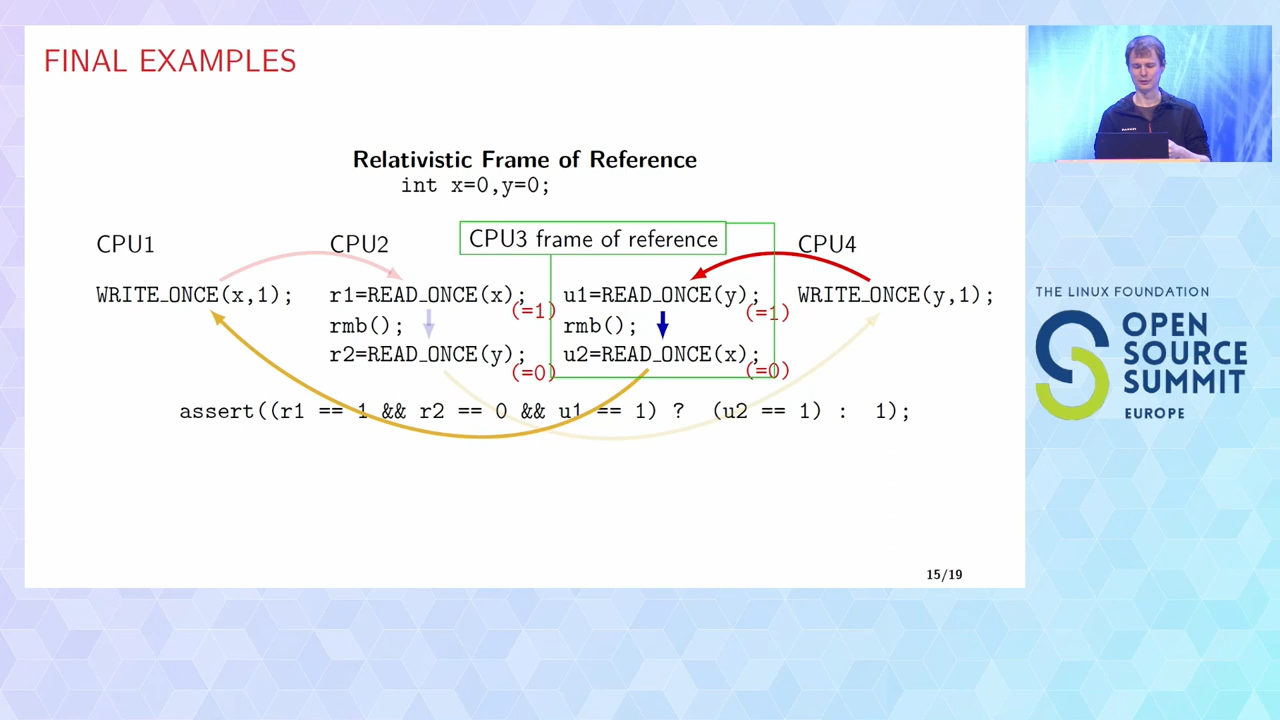 FINAL EXAMPLES
Relativistic Frame of Reference
int x=0,y=0;
CPU1
CPU2
CPU3 frame of reference
CPU4
WRITE_ONCE(x,1);
r1=READ_ONCE(x);
(=1)
u1=READ_ONCE(y);
(=1)
WRITE_ONCE(y,1);
rmb();
rmb();
r2=READ_ONCE(y);
(=0)
u2=READ_ONCE(x);
(=0)
assert((r1 == 1 && r2 == 0 && u1 == 1) ? (u2 == 1) : 1);
15/19
THE LINUX FOUNDATION
OPEN
SOURCE
SUMMIT
EUROPE